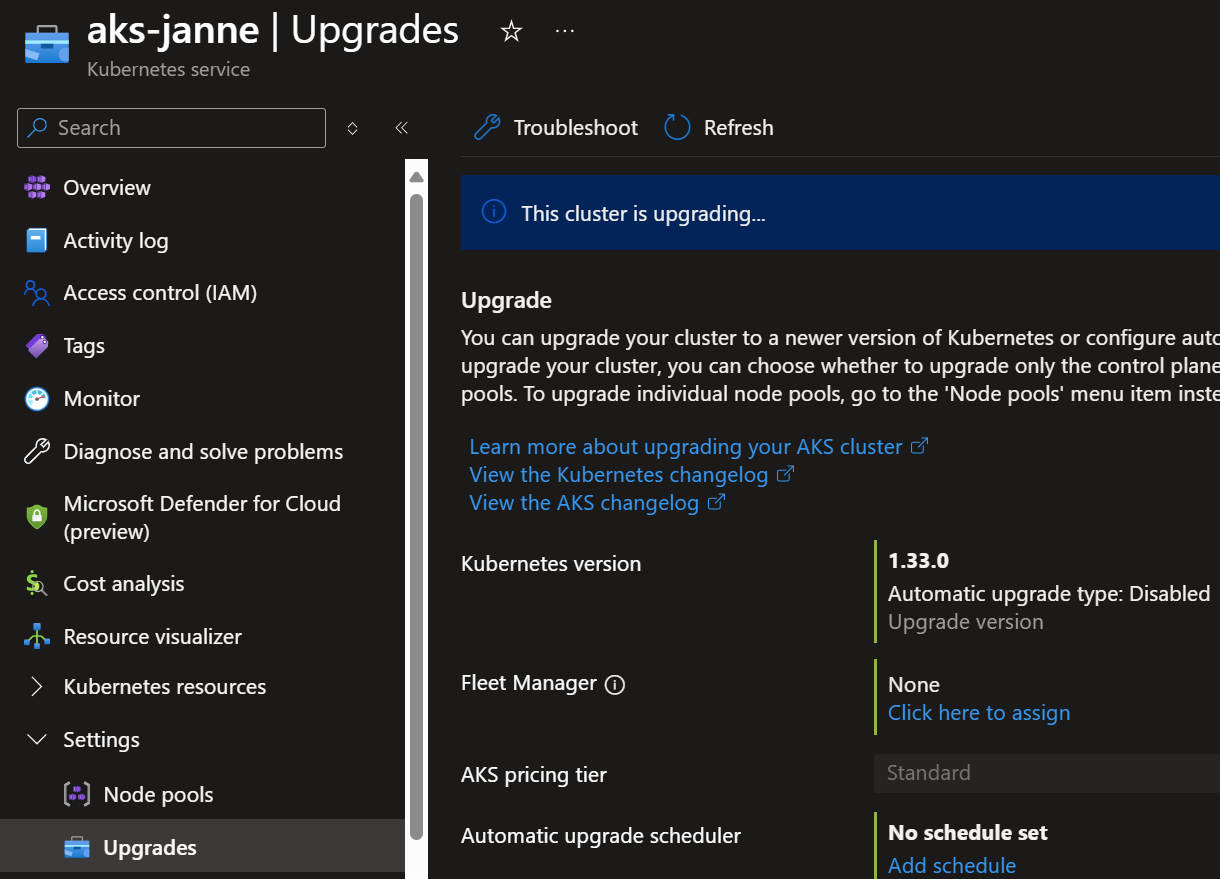 aks-janne | Upgrades
Kubernetes service
Search
Overview
Activity log
Access control (IAM)
Tags
Monitor
Diagnose and solve problems
Microsoft Defender for Cloud
(preview)
Cost analysis
Resource visualizer
Kubernetes resources
Settings
Node pools
Upgrades
Troubleshoot
Refresh
This cluster is upgrading...
Upgrade
You can upgrade your cluster to a newer version of Kubernetes or configure auto
upgrade your cluster, you can choose whether to upgrade only the control plane
pools. To upgrade individual node pools, go to the 'Node pools' menu item inste
Learn more about upgrading your AKS cluster
View the Kubernetes changelog
View the AKS changelog
Kubernetes version
1.33.0
Automatic upgrade type: Disabled
Upgrade version
Fleet Manager
None
Click here to assign
AKS pricing tier
Standard
Automatic upgrade scheduler
No schedule set
Add schedule